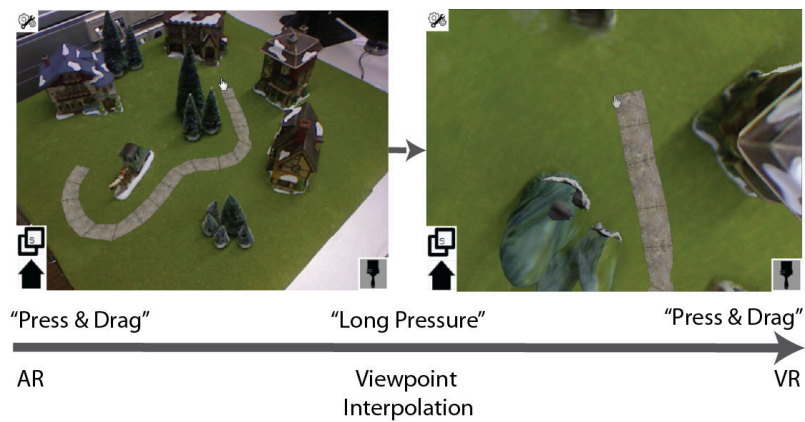 S
S
“Press & Drag”
“Long Pressure”
“Press & Drag”
AR
Viewpoint
Interpolation
VR